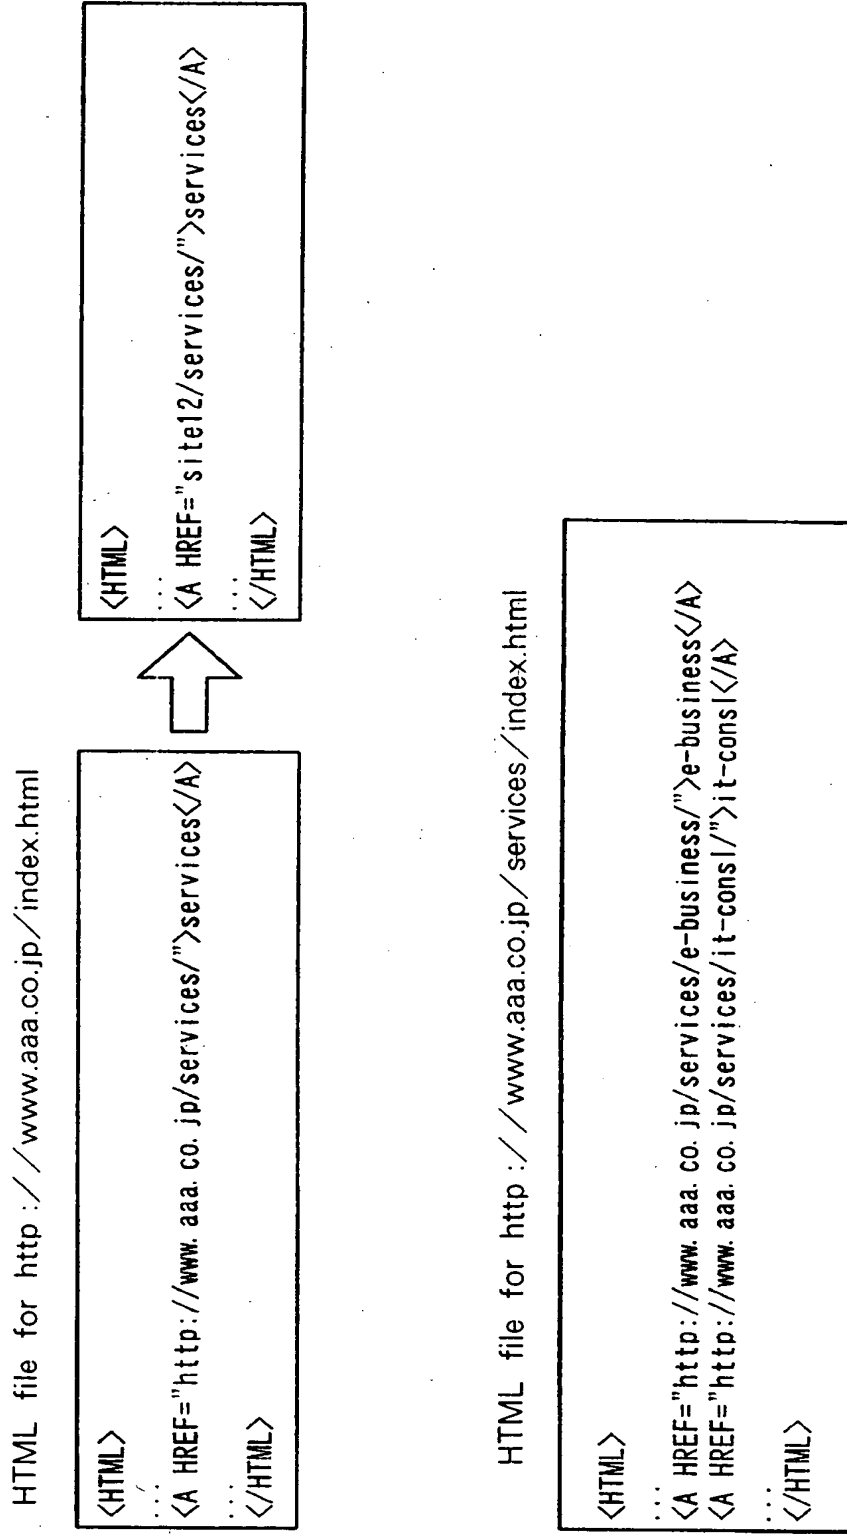 HTML file for http://www.aaa.co.jp/index.html
<HTML>
...
<A HREF="http://www.aaa.co.jp/services/">services</A>
...
</HTML>
<HTML>
...
<A HREF="site12/services/">services</A>
...
</HTML>
HTML file for http://www.aaa.co.jp/services/index.html
<HTML>
...
<A HREF="http://www.aaa.co.jp/services/e-business/">e-business</A>
<A HREF="http://www.aaa.co.jp/services/it-consl/">it-consl</A>
...
</HTML>